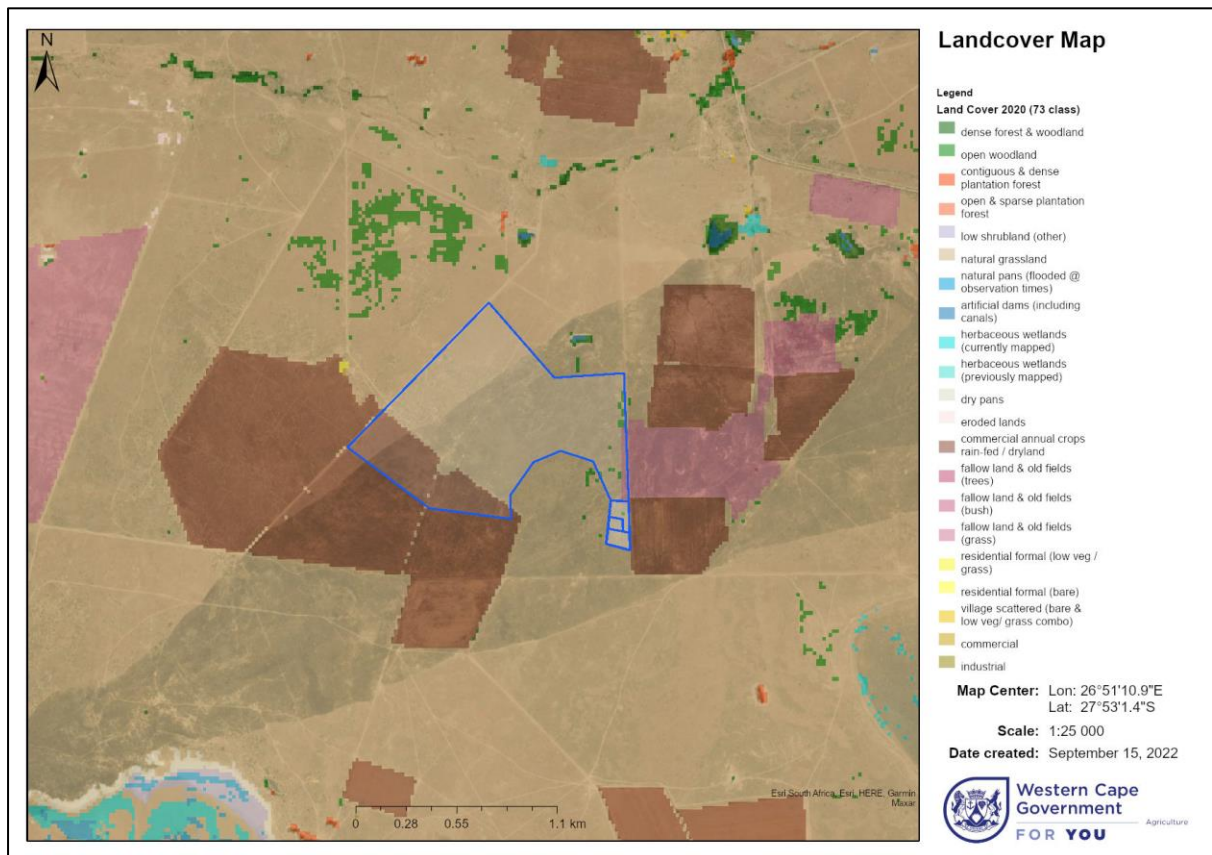 N
Landcover Map
Legend
Land Cover 2020 (73 class)
dense forest & woodland
open woodland
contiguous & dense
plantation forest
open & sparse plantation
forest
low shrubland (other)
natural grassland
natural pans (flooded @
observation times)
artificial dams (including
canals)
herbaceous wetlands
(currently mapped)
herbaceous wetlands
(previously mapped)
dry pans
eroded lands
commercial annual crops
rain-fed / dryland
fallow land & old fields
(trees)
fallow land & old fields
(bush)
fallow land & old fields
(grass)
residential formal (low veg /
grass)
residential formal (bare)
village scattered (bare &
low veg/ grass combo)
commercial
industrial
Map Center: Lon: 26°51'10.9"E
Lat: 27°53'1.4"S
Scale: 1:25 000
Date created: September 15, 2022
Esri South Africa, Esri, HERE, Garmin,
Maxar
0 0.28 0.55 1.1 km
Western Cape
Government
Agriculture
FOR YOU